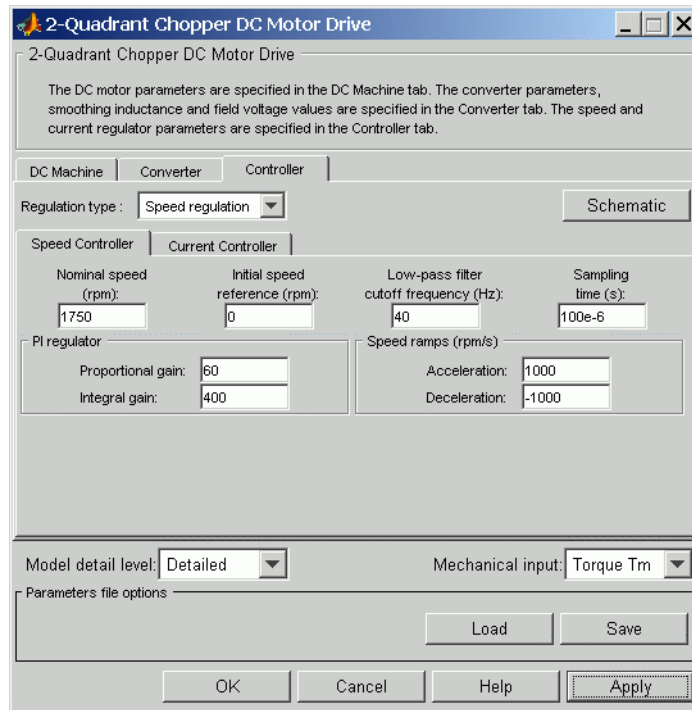 2-Quadrant Chopper DC Motor Drive
2-Quadrant Chopper DC Motor Drive
The DC motor parameters are specified in the DC Machine tab. The converter parameters,
smoothing inductance and field voltage values are specified in the Converter tab. The speed and
current regulator parameters are specified in the Controller tab.
DC Machine Converter Controller
Regulation type : Speed regulation Schematic
Speed Controller Current Controller
Nominal speed Initial speed Low-pass filter Sampling
(rpm): reference (rpm): cutoff frequency (Hz): time (s):
1750 0 40 100e-6
PI regulator Speed ramps (rpm/s)
Proportional gain: 60 Acceleration: 1000
Integral gain: 400 Deceleration: -1000
Model detail level: Detailed Mechanical input: Torque Tm
Parameters file options
Load Save
OK Cancel Help Apply